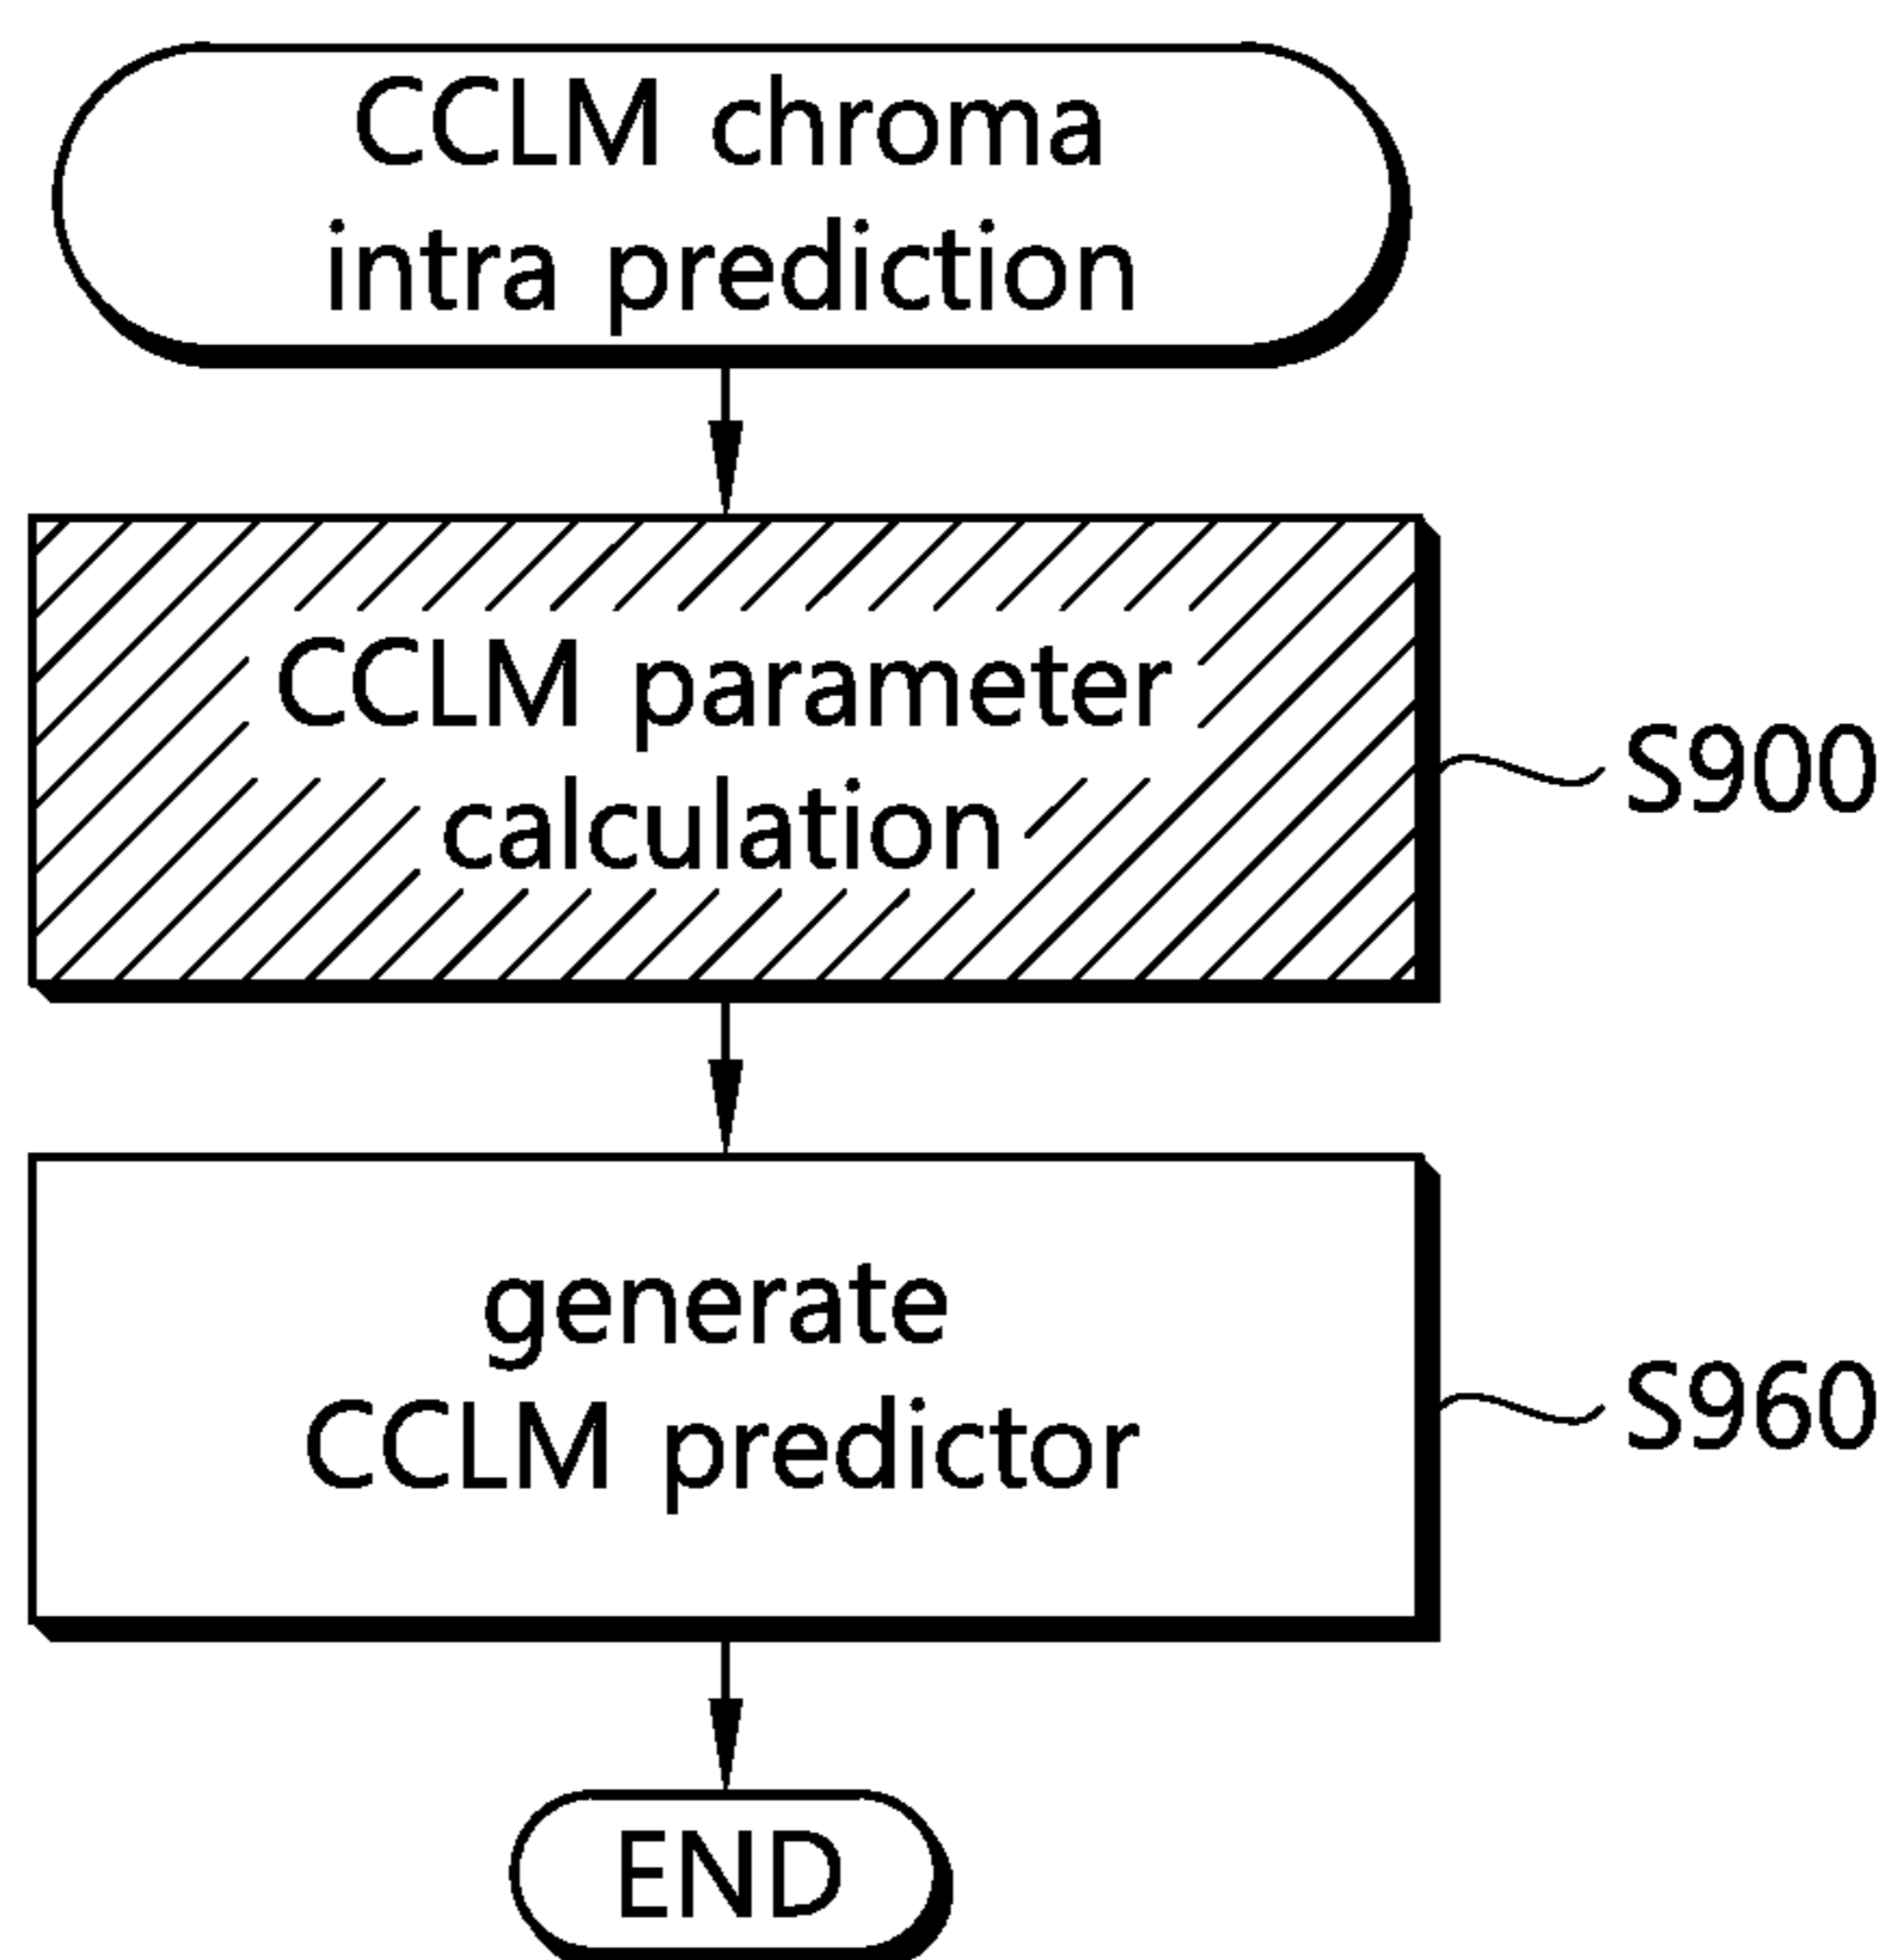 CCLM chroma
intra prediction
CCLM parameter
calculation
S900
generate
CCLM predictor
S960
END